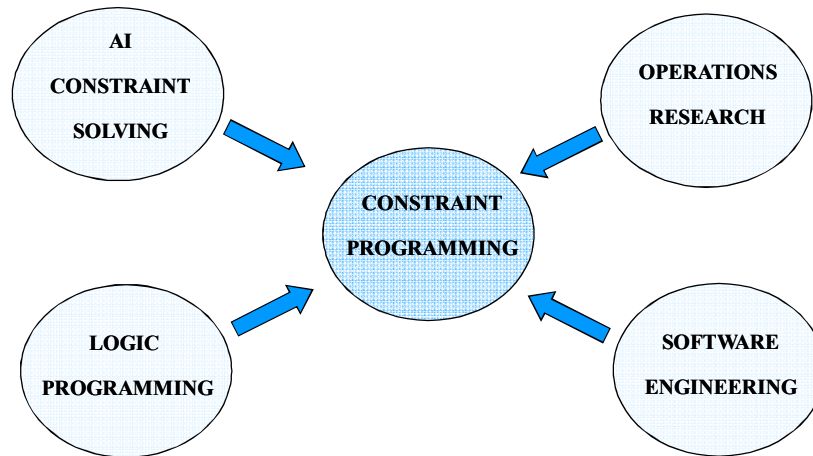 AI
CONSTRAINT
SOLVING
OPERATIONS
RESEARCH
CONSTRAINT
PROGRAMMING
LOGIC
PROGRAMMING
SOFTWARE
ENGINEERING